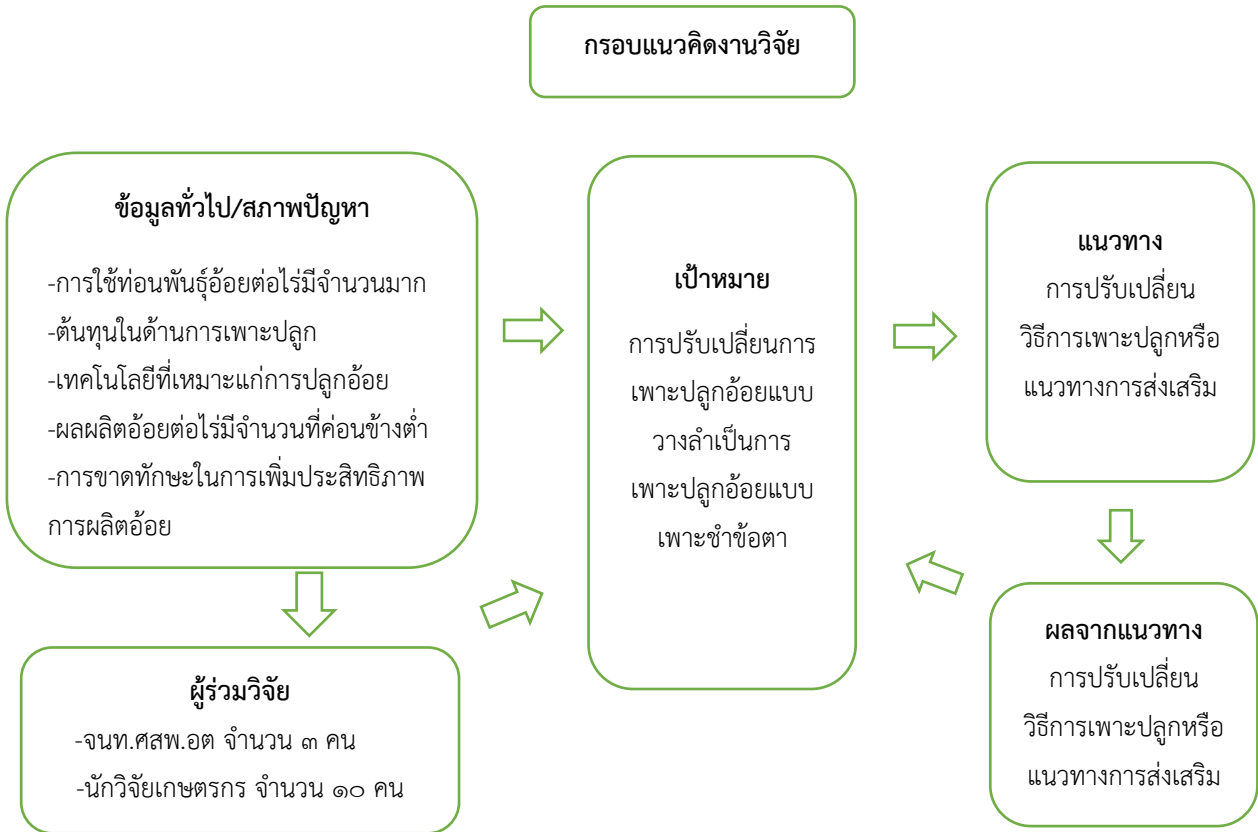 กรอบแนวคิดงานวิจัย
ข้อมูลทั่วไป/สภาพปัญหา
-การใช้ท่อนพันธุ์อ้อยต่อไร่มีจำนวนมาก
-ต้นทุนในด้านการเพาะปลูก
-เทคโนโลยีที่เหมาะแก่การปลูกอ้อย
-ผลผลิตอ้อยต่อไร่มีจำนวนที่ค่อนข้างต่ำ
-การขาดทักษะในการเพิ่มประสิทธิภาพ
การผลิตอ้อย
ผู้ร่วมวิจัย
-จนท.ศสพ.อต จำนวน ๓ คน
-นักวิจัยเกษตรกร จำนวน ๑๐ คน
เป้าหมาย
การปรับเปลี่ยนการ
เพาะปลูกอ้อยแบบ
วางลำเป็นการ
เพาะปลูกอ้อยแบบ
เพาะชำข้อตา
แนวทาง
การปรับเปลี่ยน
วิธีการเพาะปลูกหรือ
แนวทางการส่งเสริม
ผลจากแนวทาง
การปรับเปลี่ยน
วิธีการเพาะปลูกหรือ
แนวทางการส่งเสริม